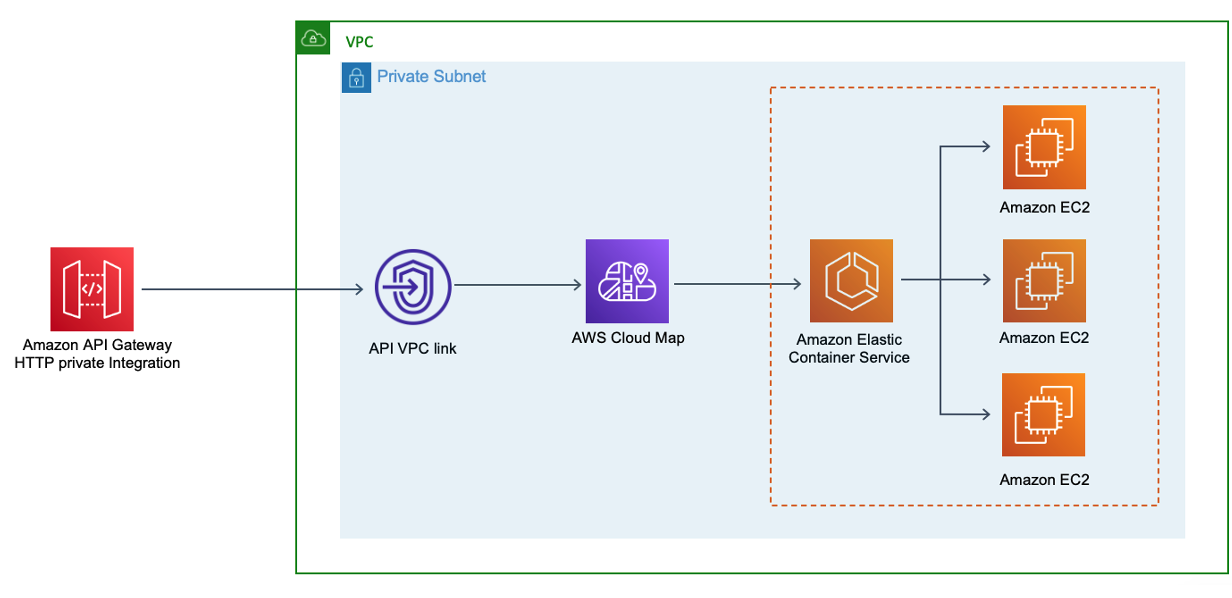 VPC
Private Subnet
Amazon EC2
Amazon API Gateway
HTTP private Integration
API VPC link
AWS Cloud Map
Amazon Elastic
Container Service
Amazon EC2
Amazon EC2